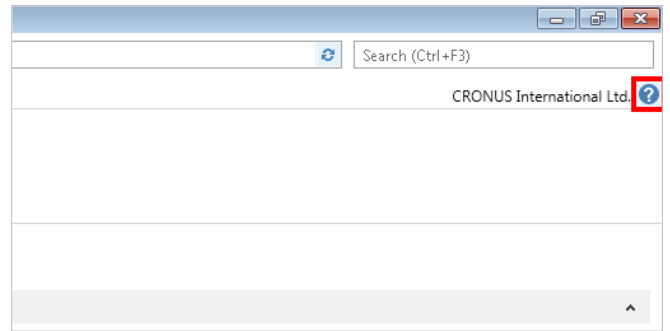 Search (Ctrl+F3)
CRONUS International Ltd.
?